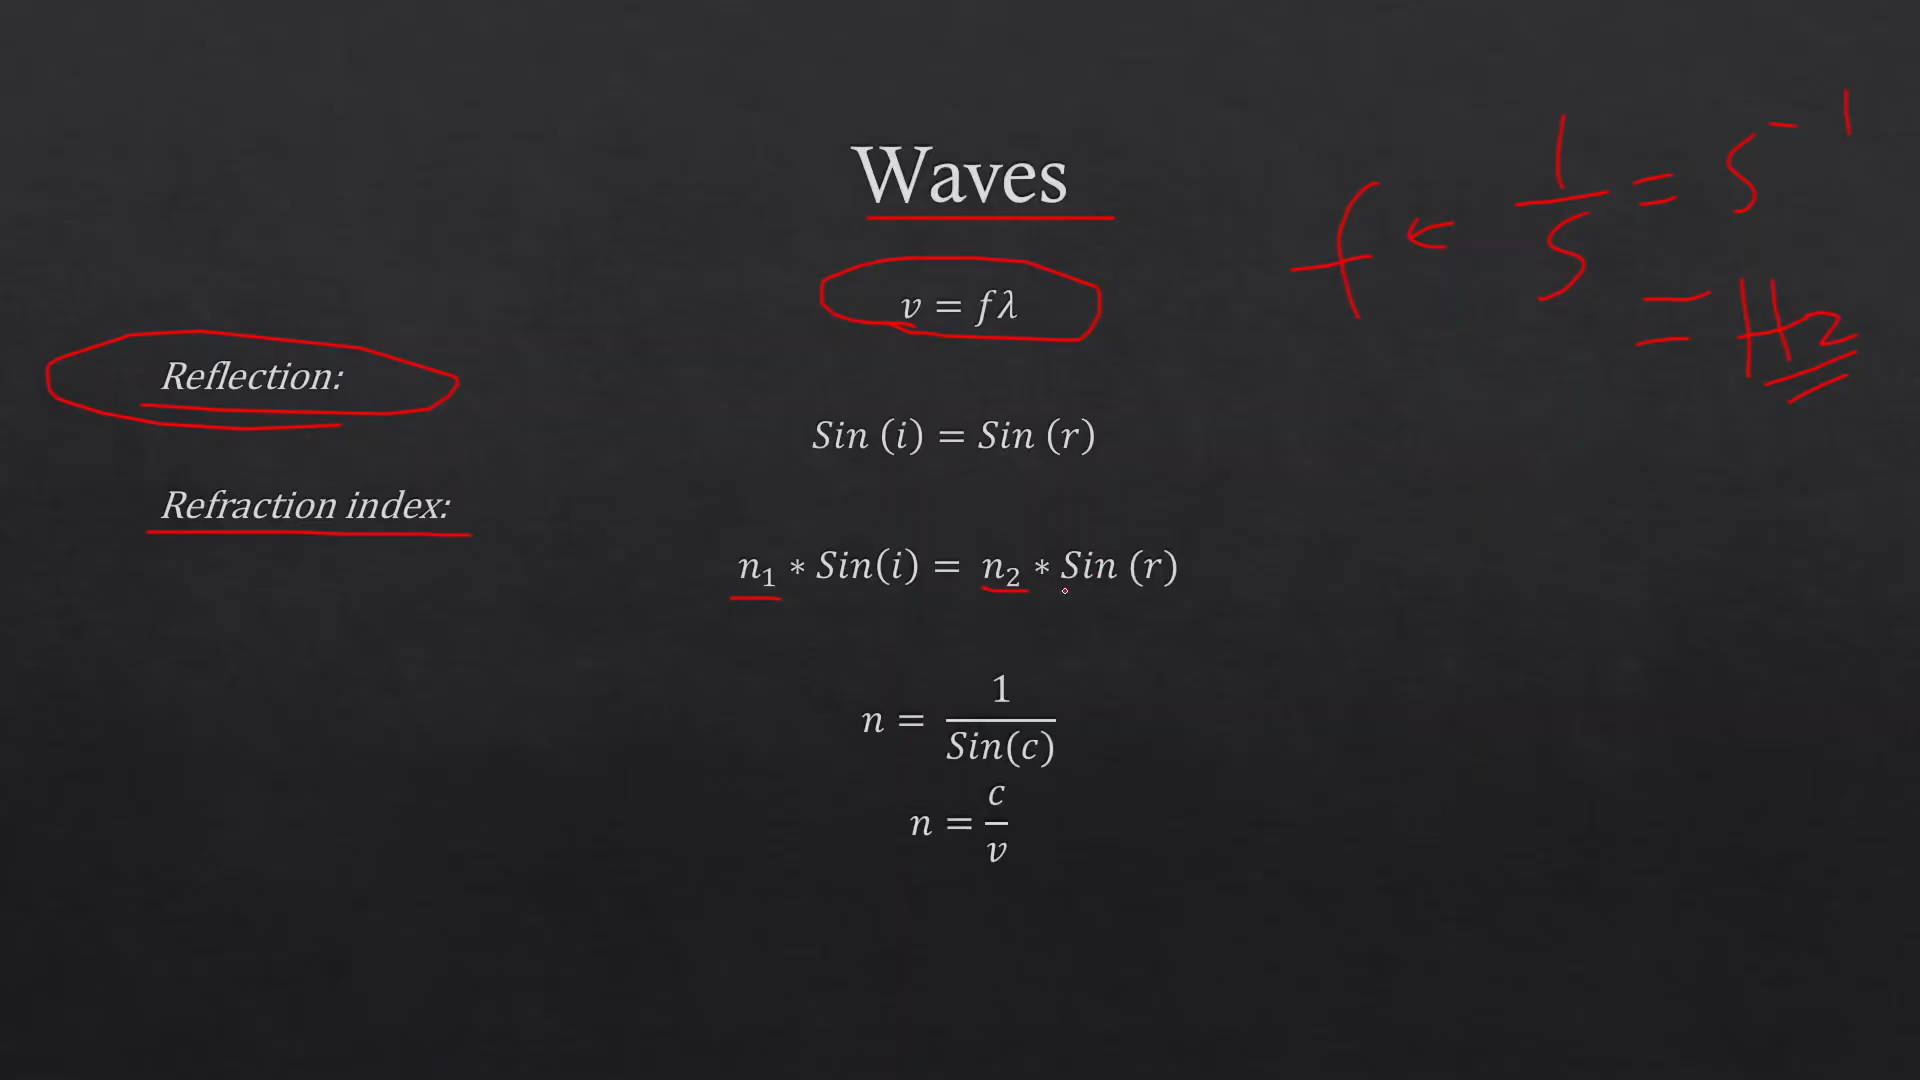 Waves
v = fλ
Reflection:
Sin (i) = Sin (r)
Refraction index:
n₁ * Sin(i) = n₂ * Sin (r)
n = 1/Sin(c)
n = c/v
f ← 1/s = s⁻¹
= Hz